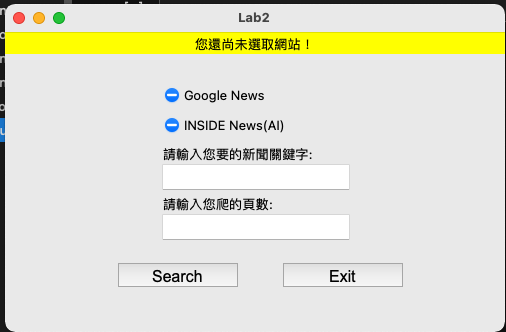 Lab2
您還尚未選取網站！
Google News
INSIDE News(AI)
請輸入您要的新聞關鍵字:
請輸入您爬的頁數:
Search
Exit